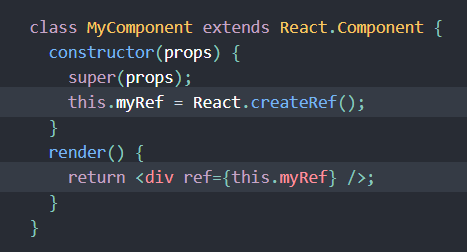 class MyComponent extends React.Component {
  constructor(props) {
    super(props);
    this.myRef = React.createRef();
  }
  render() {
    return <div ref={this.myRef} />;
  }
}